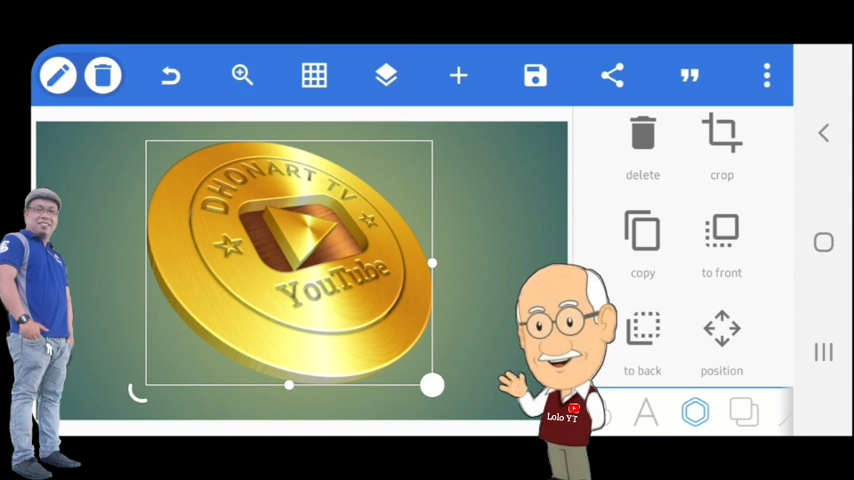 DHONART TV
YouTube
delete
crop
copy
to front
to back
position
A
Lolo YT